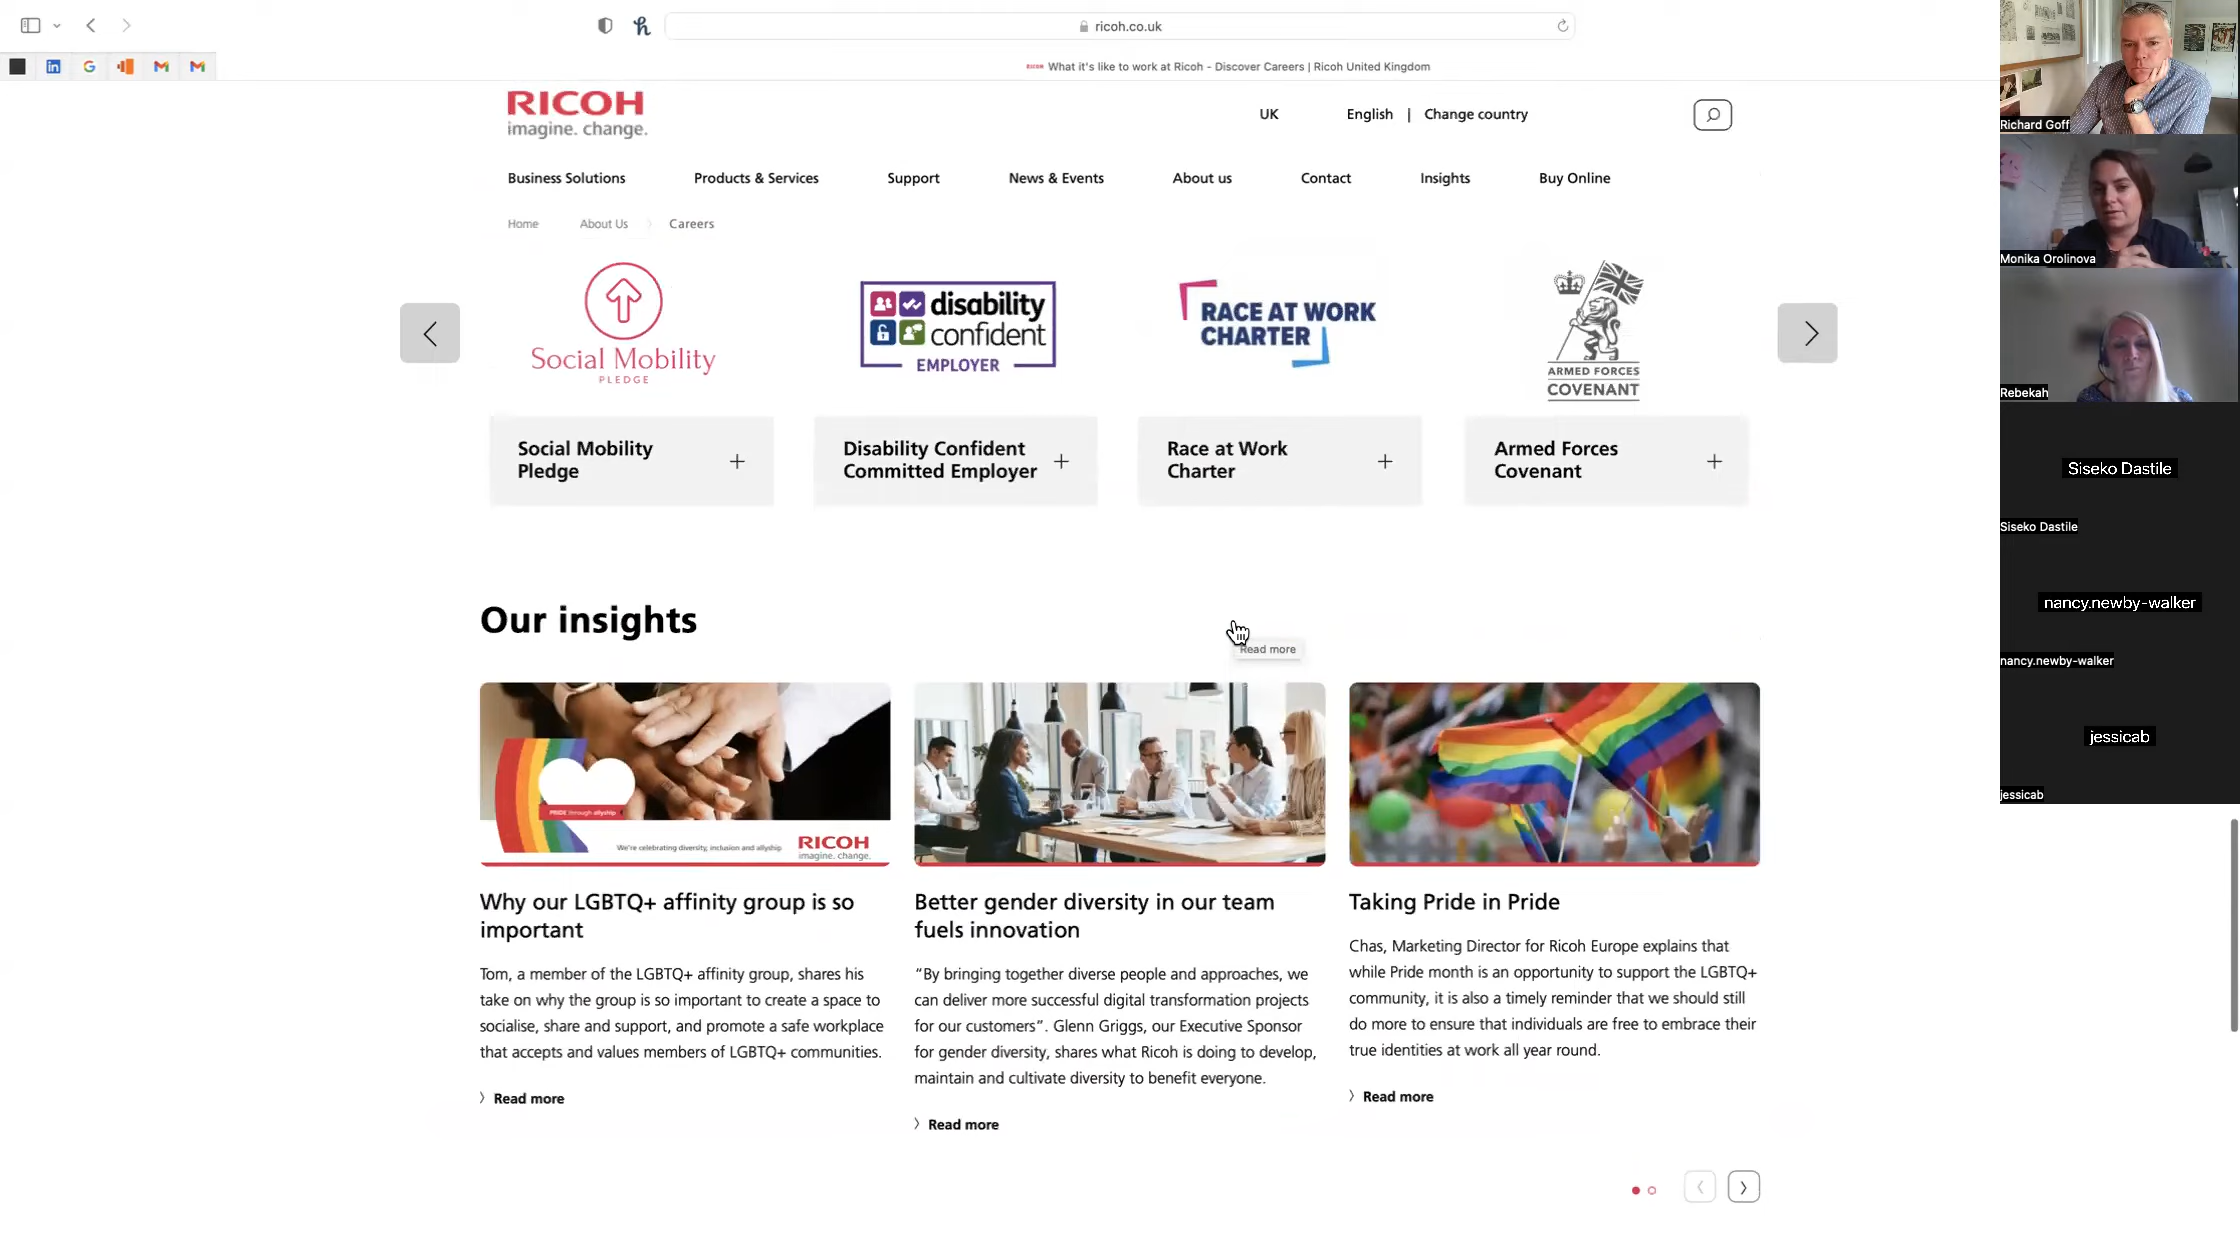 ricoh.co.uk
What it's like to work at Ricoh - Discover Careers | Ricoh United Kingdom
RICOH
imagine. change.
UK
English | Change country
Business Solutions
Products & Services
Support
News & Events
About us
Contact
Insights
Buy Online
Home
About Us
Careers
Social Mobility
PLEDGE
disability
confident
EMPLOYER
RACE AT WORK
CHARTER
ARMED FORCES
COVENANT
Social Mobility
Pledge
Disability Confident
Committed Employer
Race at Work
Charter
Armed Forces
Covenant
Our insights
Read more
PRIDE through allyship
We're celebrating diversity, inclusion and allyship
RICOH
imagine. change.
Why our LGBTQ+ affinity group is so
important
Tom, a member of the LGBTQ+ affinity group, shares his
take on why the group is so important to create a space to
socialise, share and support, and promote a safe workplace
that accepts and values members of LGBTQ+ communities.
Read more
Better gender diversity in our team
fuels innovation
“By bringing together diverse people and approaches, we
can deliver more successful digital transformation projects
for our customers”. Glenn Griggs, our Executive Sponsor
for gender diversity, shares what Ricoh is doing to develop,
maintain and cultivate diversity to benefit everyone.
Read more
Taking Pride in Pride
Chas, Marketing Director for Ricoh Europe explains that
while Pride month is an opportunity to support the LGBTQ+
community, it is also a timely reminder that we should still
do more to ensure that individuals are free to embrace their
true identities at work all year round.
Read more
Richard Goff
Monika Orolinova
Rebekah
Siseko Dastile
Siseko Dastile
nancy.newby-walker
nancy.newby-walker
jessicab
jessicab